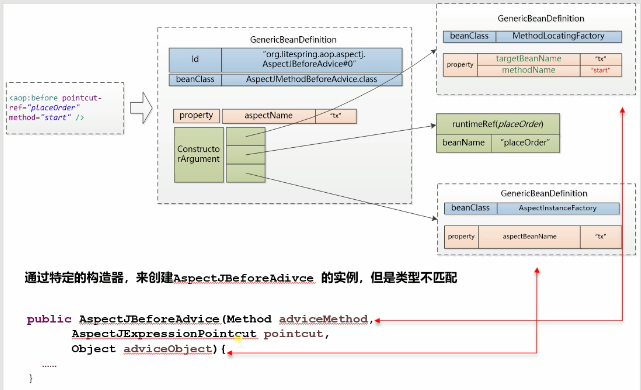 <aop:before pointcut-
ref="placeOrder"
method="start" />
GenericBeanDefinition
Id
"org.litespring.aop.aspectj.
AspectJBeforeAdvice#0"
beanClass
AspectJMethodBeforeAdvice.class
property
aspectName
"tx"
Constructo
rArgument
GenericBeanDefinition
beanClass
MethodLocatingFactory
property
targetBeanName
"tx"
methodName
"start"
runtimeRef(placeOrder)
beanName
"placeOrder"
GenericBeanDefinition
beanClass
AspectInstanceFactory
property
aspectBeanName
"tx"
通过特定的构造器，来创建AspectJBeforeAdivce 的实例，但是类型不匹配
public AspectJBeforeAdvice(Method adviceMethod,
AspectJExpressionPointcut pointcut,
Object adviceObject){
……
}